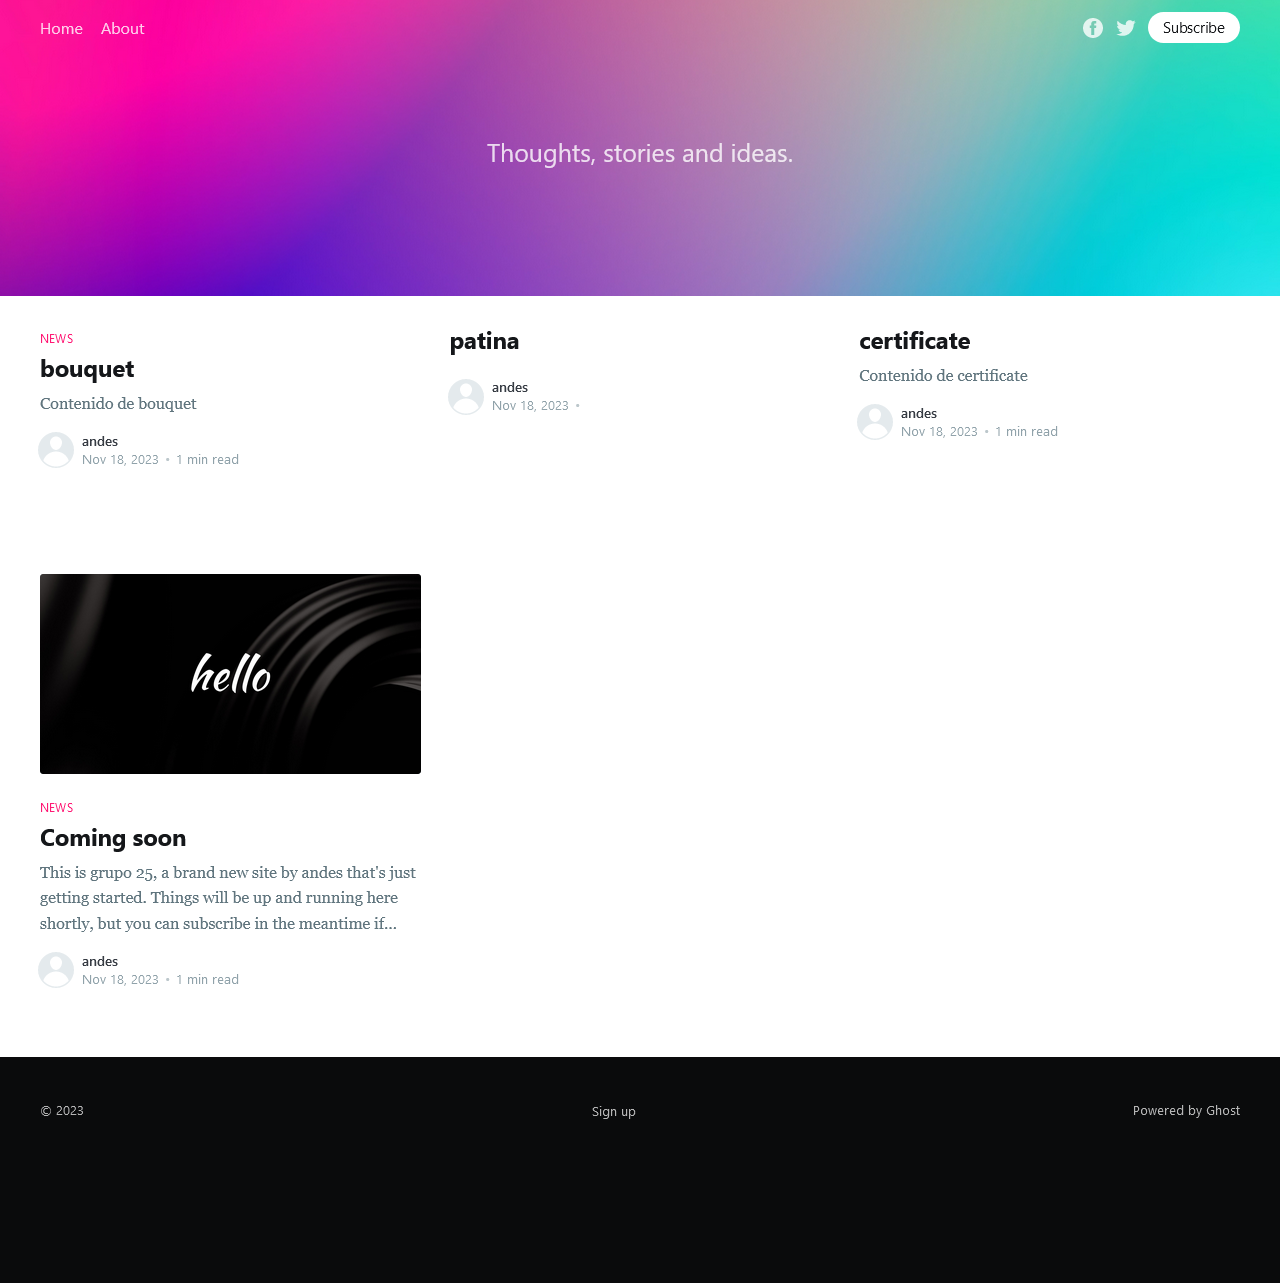 Home About Subscribe
Thoughts, stories and ideas.
NEWS
bouquet
Contenido de bouquet
andes
Nov 18, 2023 • 1 min read
patina
andes
Nov 18, 2023 •
certificate
Contenido de certificate
andes
Nov 18, 2023 • 1 min read
hello
NEWS
Coming soon
This is grupo 25, a brand new site by andes that's just
getting started. Things will be up and running here
shortly, but you can subscribe in the meantime if...
andes
Nov 18, 2023 • 1 min read
© 2023
Sign up
Powered by Ghost